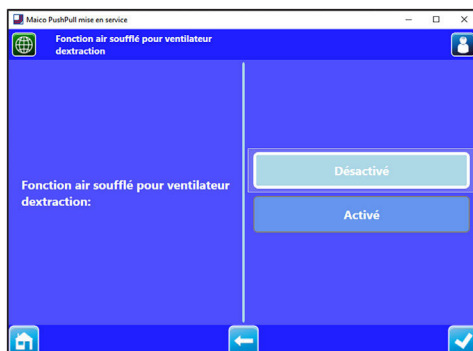 Maico PushPull mise en service
Fonction air soufflé pour ventilateur
dextraction
Fonction air soufflé pour ventilateur
dextraction:
Désactivé
Activé